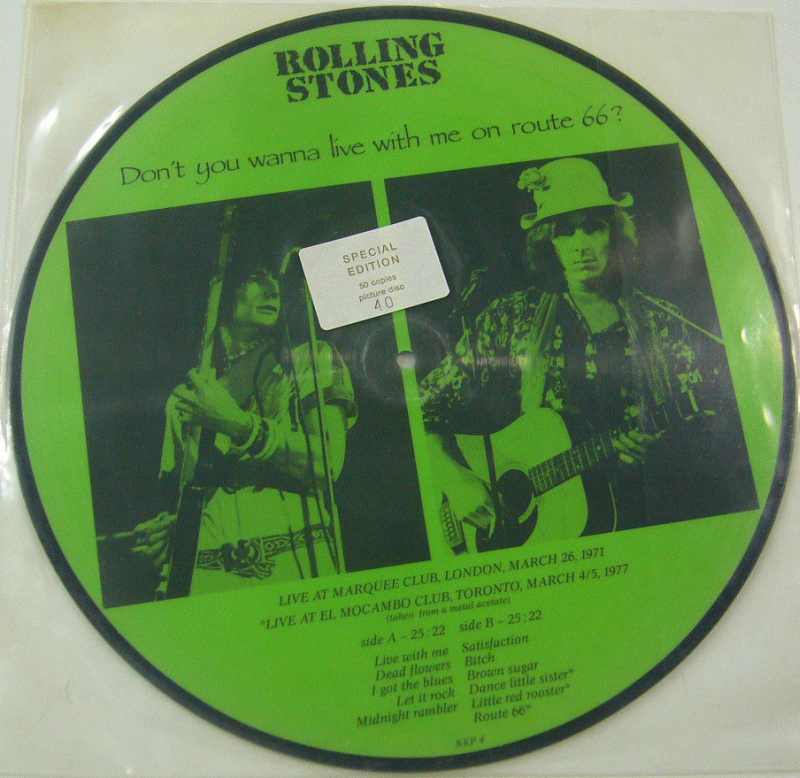 ROLLING
STONES
Don't you wanna live with me on route 66?
SPECIAL
EDITION
50 copies
picture disc
40
LIVE AT MARQUEE CLUB, LONDON, MARCH 26, 1971
*LIVE AT EL MOCAMBO CLUB, TORONTO, MARCH 4/5, 1977
(taken from a metal acetate)
side A - 25:22 side B - 25:22
Live with me Satisfaction
Dead flowers Bitch
I got the blues Brown sugar
Let it rock Dance little sister*
Midnight rambler Little red rooster*
Route 66*